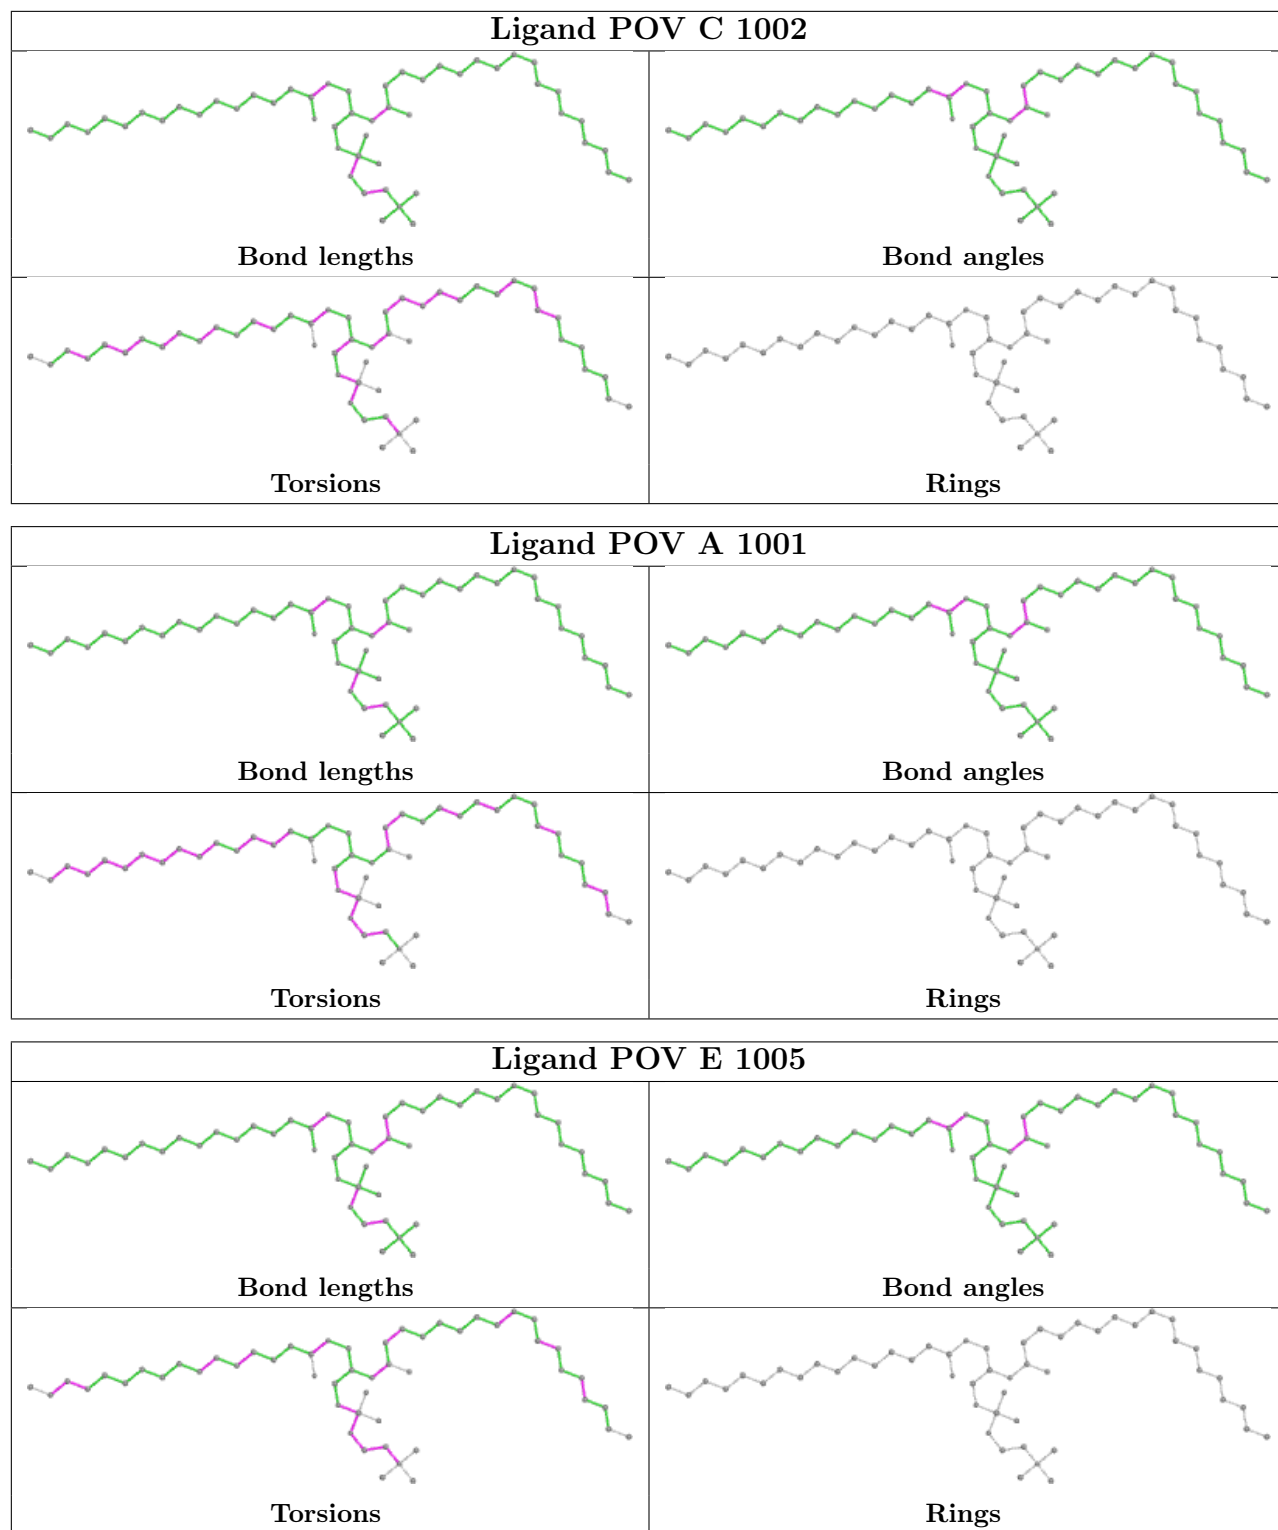 Ligand POV C 1002
Bond lengths
Bond angles
Torsions
Rings
Ligand POV A 1001
Bond lengths
Bond angles
Torsions
Rings
Ligand POV E 1005
Bond lengths
Bond angles
Torsions
Rings